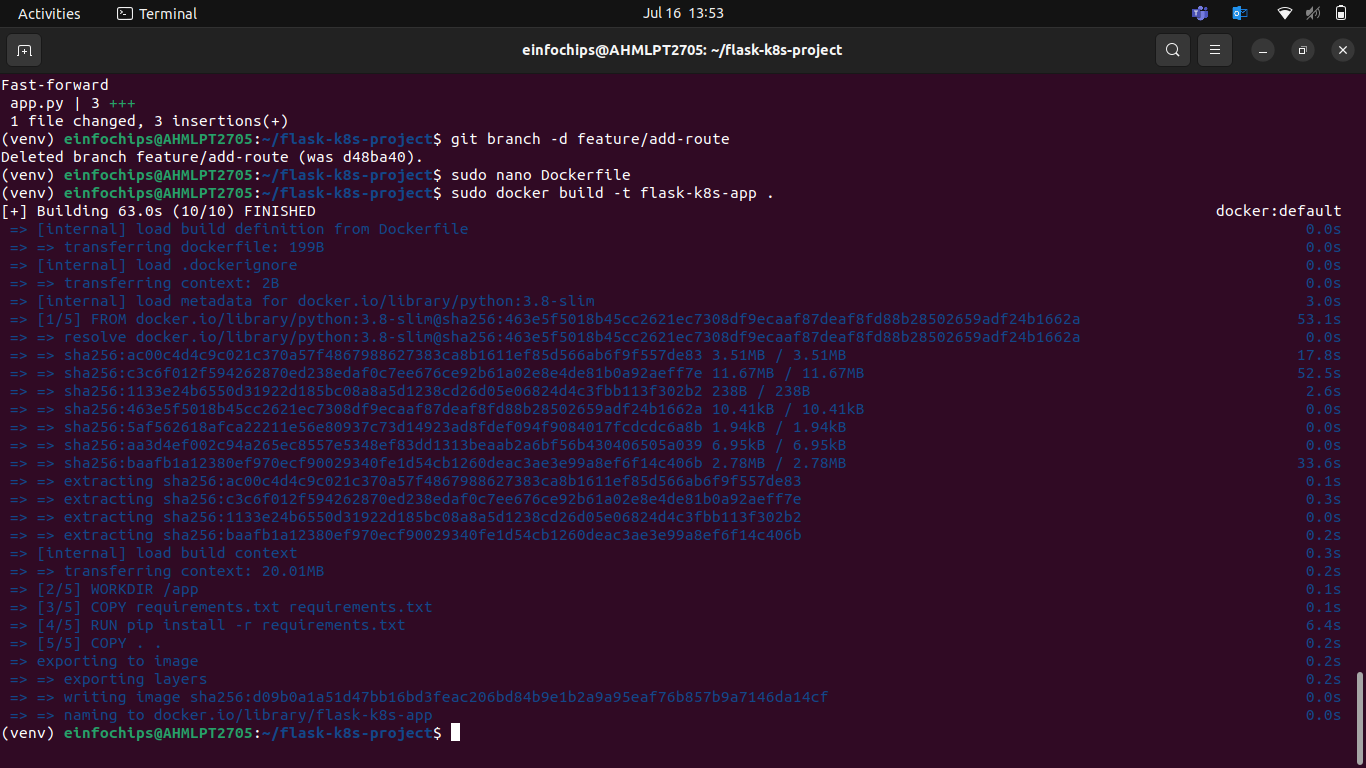 Activities Terminal Jul 16 13:53
einfochips@AHMLPT2705: ~/flask-k8s-project
Fast-forward
 app.py | 3 +++
 1 file changed, 3 insertions(+)
(venv) einfochips@AHMLPT2705:~/flask-k8s-project$ git branch -d feature/add-route
Deleted branch feature/add-route (was d48ba40).
(venv) einfochips@AHMLPT2705:~/flask-k8s-project$ sudo nano Dockerfile
(venv) einfochips@AHMLPT2705:~/flask-k8s-project$ sudo docker build -t flask-k8s-app .
[+] Building 63.0s (10/10) FINISHED docker:default
 => [internal] load build definition from Dockerfile 0.0s
 => => transferring dockerfile: 199B 0.0s
 => [internal] load .dockerignore 0.0s
 => => transferring context: 2B 0.0s
 => [internal] load metadata for docker.io/library/python:3.8-slim 3.0s
 => [1/5] FROM docker.io/library/python:3.8-slim@sha256:463e5f5018b45cc2621ec7308df9ecaaf87deaf8fd88b28502659adf24b1662a 53.1s
 => => resolve docker.io/library/python:3.8-slim@sha256:463e5f5018b45cc2621ec7308df9ecaaf87deaf8fd88b28502659adf24b1662a 0.0s
 => => sha256:ac00c4d4c9c021c370a57f4867988627383ca8b1611ef85d566ab6f9f557de83 3.51MB / 3.51MB 17.8s
 => => sha256:c3c6f012f594262870ed238edaf0c7ee676ce92b61a02e8e4de81b0a92aeff7e 11.67MB / 11.67MB 52.5s
 => => sha256:1133e24b6550d31922d185bc08a8a5d1238cd26d05e06824d4c3fbb113f302b2 238B / 238B 2.6s
 => => sha256:463e5f5018b45cc2621ec7308df9ecaaf87deaf8fd88b28502659adf24b1662a 10.41kB / 10.41kB 0.0s
 => => sha256:5af562618afca22211e56e80937c73d14923ad8fdef094f9084017fcdcdc6a8b 1.94kB / 1.94kB 0.0s
 => => sha256:aa3d4ef002c94a265ec8557e5348ef83dd1313beaab2a6bf56b430406505a039 6.95kB / 6.95kB 0.0s
 => => sha256:baafb1a12380ef970ecf90029340fe1d54cb1260deac3ae3e99a8ef6f14c406b 2.78MB / 2.78MB 33.6s
 => => extracting sha256:ac00c4d4c9c021c370a57f4867988627383ca8b1611ef85d566ab6f9f557de83 0.1s
 => => extracting sha256:c3c6f012f594262870ed238edaf0c7ee676ce92b61a02e8e4de81b0a92aeff7e 0.3s
 => => extracting sha256:1133e24b6550d31922d185bc08a8a5d1238cd26d05e06824d4c3fbb113f302b2 0.0s
 => => extracting sha256:baafb1a12380ef970ecf90029340fe1d54cb1260deac3ae3e99a8ef6f14c406b 0.2s
 => [internal] load build context 0.3s
 => => transferring context: 20.01MB 0.2s
 => [2/5] WORKDIR /app 0.1s
 => [3/5] COPY requirements.txt requirements.txt 0.1s
 => [4/5] RUN pip install -r requirements.txt 6.4s
 => [5/5] COPY . . 0.2s
 => exporting to image 0.2s
 => => exporting layers 0.2s
 => => writing image sha256:d09b0a1a51d47bb16bd3feac206bd84b9e1b2a9a95eaf76b857b9a7146da14cf 0.0s
 => => naming to docker.io/library/flask-k8s-app 0.0s
(venv) einfochips@AHMLPT2705:~/flask-k8s-project$